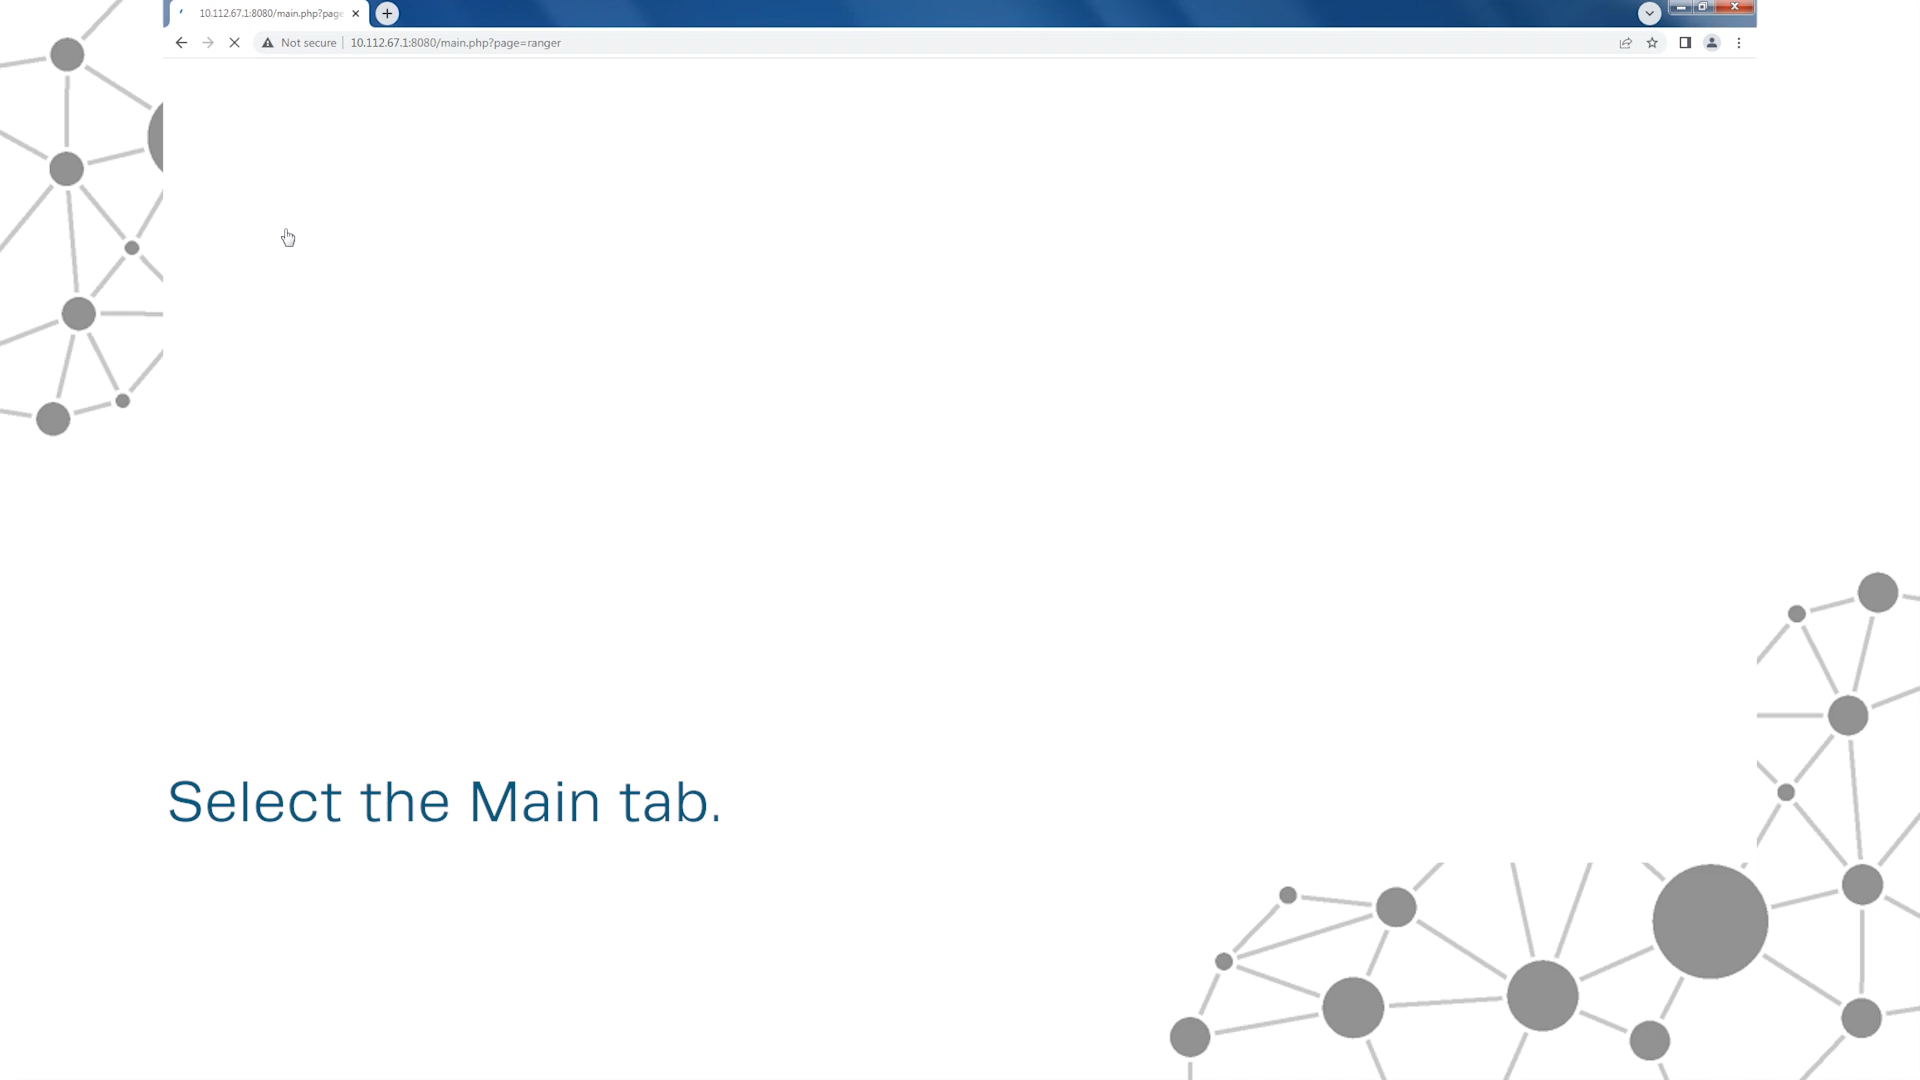 10.112.67.1:8080/main.php?page
Not secure 10.112.67.1:8080/main.php?page=ranger
Select the Main tab.